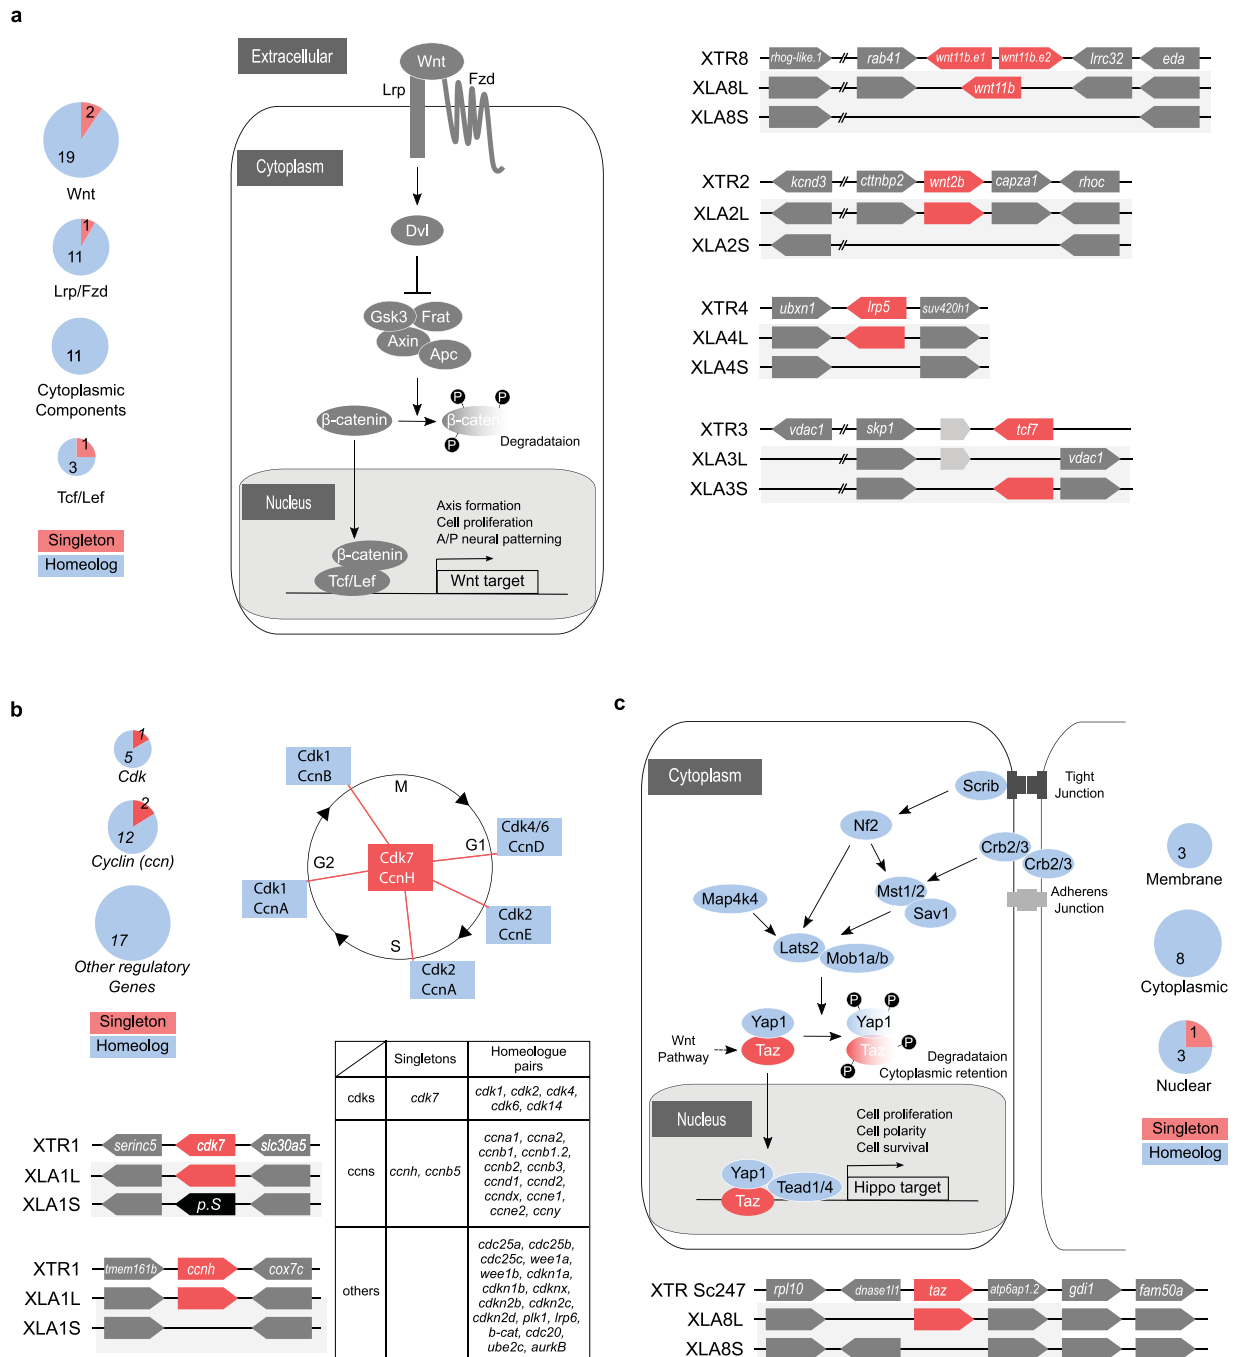 a
Extracellular
Wnt
Lrp
Fzd
Cytoplasm
Dvl
Gsk3
Frat
Axin
Apc
β-catenin
β-catenin
P
P
P
Degradataion
Nucleus
Axis formation
Cell proliferation
A/P neural patterning
β-catenin
Tcf/Lef
Wnt target
2
19
Wnt
1
11
Lrp/Fzd
11
Cytoplasmic
Components
1
3
Tcf/Lef
Singleton
Homeolog
XTR8
rhog-like.1
//
rab41
wnt11b.e1
wnt11b.e2
lrrc32
eda
XLA8L
//
wnt11b
XLA8S
//
XTR2
kcnd3
//
cttnbp2
wnt2b
capza1
rhoc
XLA2L
//
XLA2S
//
XTR4
ubxn1
lrp5
suv420h1
XLA4L
XLA4S
XTR3
vdac1
//
skp1
tcf7
XLA3L
//
vdac1
XLA3S
//
b
1
5
Cdk
2
12
Cyclin (ccn)
17
Other regulatory
Genes
Singleton
Homeolog
Cdk1
CcnB
M
Cdk4/6
CcnD
G1
G2
Cdk7
CcnH
Cdk1
CcnA
Cdk2
CcnE
S
Cdk2
CcnA
Singletons
Homeologue
pairs
cdks
cdk7
cdk1, cdk2, cdk4,
cdk6, cdk14
ccns
ccnh, ccnb5
ccna1, ccna2,
ccnb1, ccnb1.2,
ccnb2, ccnb3,
ccnd1, ccnd2,
ccndx, ccne1,
ccne2, ccny
others
cdc25a, cdc25b,
cdc25c, wee1a,
wee1b, cdkn1a,
cdkn1b, cdknx,
cdkn2b, cdkn2c,
cdkn2d, plk1, lrp6,
b-cat, cdc20,
ube2c, aurkB
XTR1
serinc5
cdk7
slc30a5
XLA1L
XLA1S
p.S
XTR1
tmem161b
ccnh
cox7c
XLA1L
XLA1S
c
Cytoplasm
Scrib
Tight
Junction
Nf2
Crb2/3
Crb2/3
Mst1/2
Sav1
Adherens
Junction
Map4k4
Lats2
Mob1a/b
Yap1
Taz
Wnt
Pathway
P
P
Yap1
Taz
P
P
Degradataion
Cytoplasmic retention
Nucleus
Cell proliferation
Cell polarity
Cell survival
Yap1
Taz
Tead1/4
Hippo target
3
Membrane
8
Cytoplasmic
1
3
Nuclear
Singleton
Homeolog
XTR Sc247
rpl10
dnase1l1
taz
atp6ap1.2
gdi1
fam50a
XLA8L
XLA8S